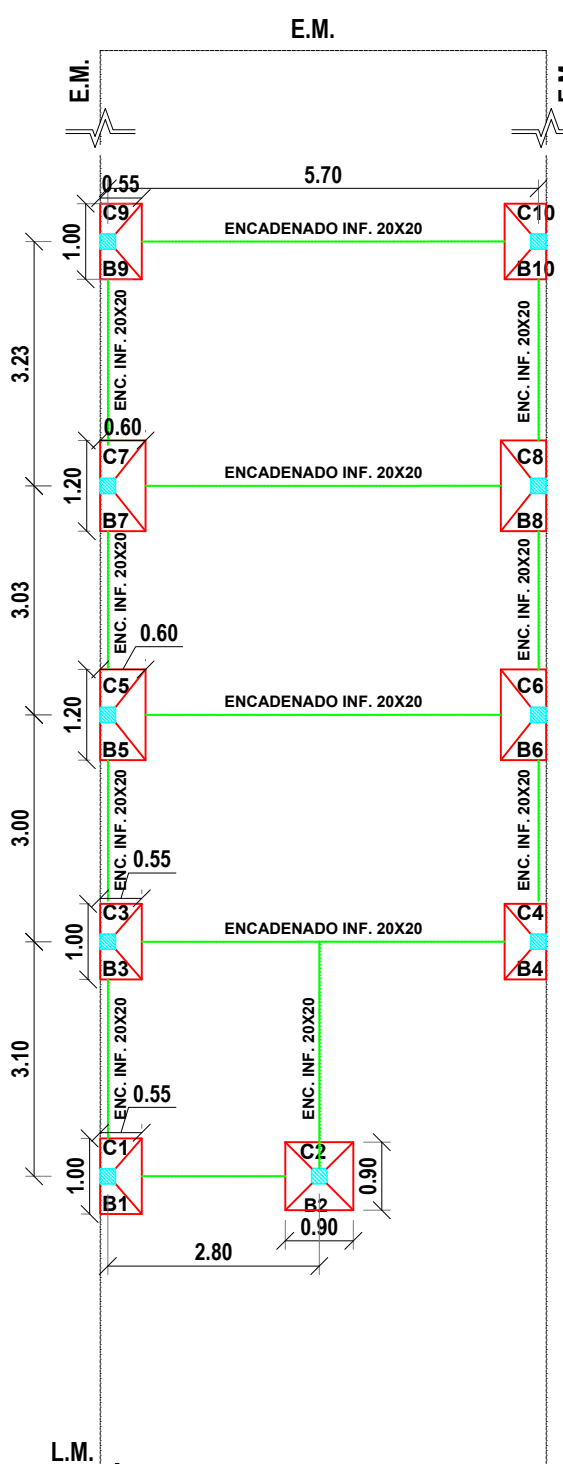 E.M.
E.M.
E.M.
0.55
5.70
C9
C10
ENCADENADO INF. 20X20
1.00
B9
B10
3.23
ENC. INF. 20X20
ENC. INF. 20X20
0.60
C7
C8
ENCADENADO INF. 20X20
1.20
B7
B8
3.03
ENC. INF. 20X20
ENC. INF. 20X20
0.60
C5
C6
ENCADENADO INF. 20X20
1.20
B5
B6
3.00
ENC. INF. 20X20
ENC. INF. 20X20
0.55
C3
C4
ENCADENADO INF. 20X20
1.00
B3
B4
3.10
ENC. INF. 20X20
ENC. INF. 20X20
0.55
C1
C2
1.00
0.90
B1
B2
0.90
2.80
L.M.